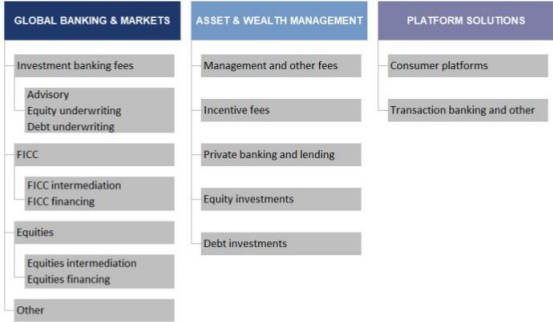 GLOBAL BANKING & MARKETS
Investment banking fees
Advisory
Equity underwriting
Debt underwriting
FICC
FICC intermediation
FICC financing
Equities
Equities intermediation
Equities financing
Other
ASSET & WEALTH MANAGEMENT
Management and other fees
Incentive fees
Private banking and lending
Equity investments
Debt investments
PLATFORM SOLUTIONS
Consumer platforms
Transaction banking and other